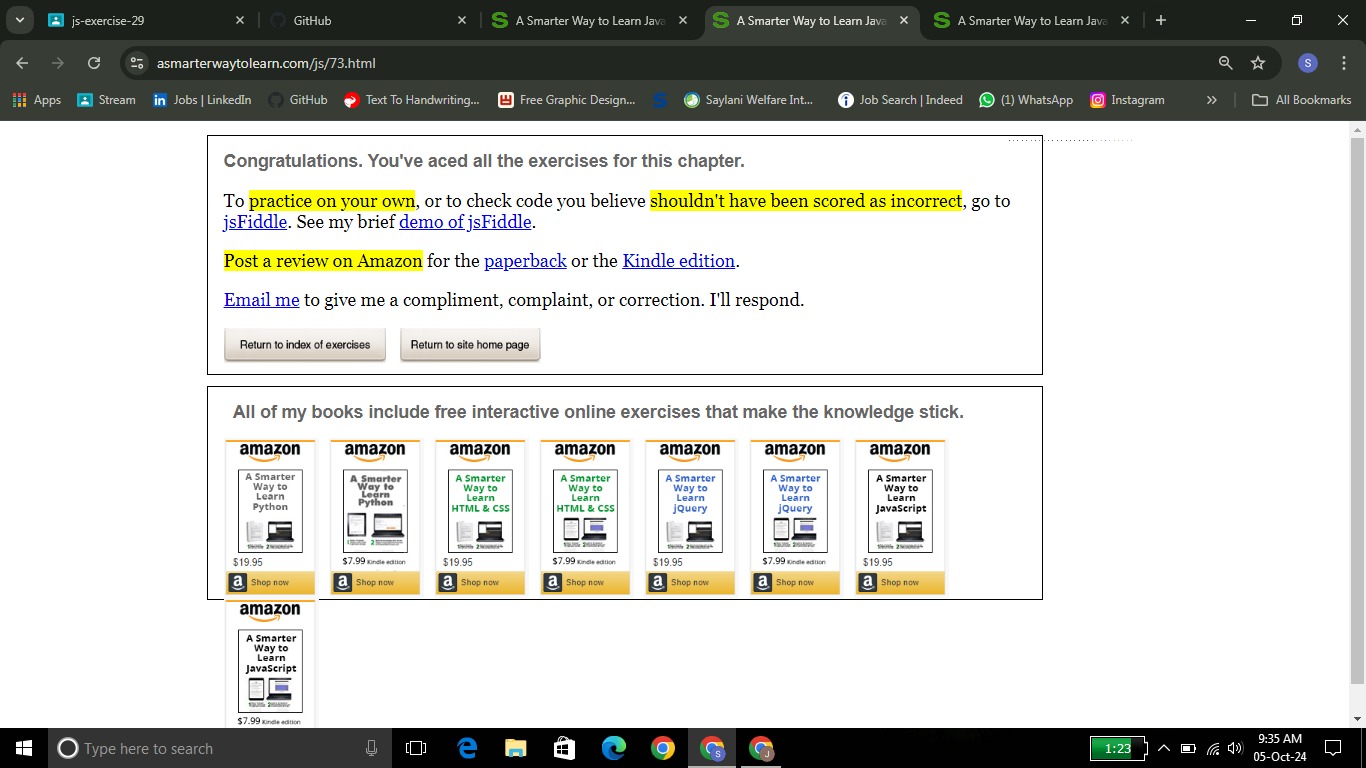 js-exercise-29
GitHub
A Smarter Way to Learn Java
A Smarter Way to Learn Java
A Smarter Way to Learn Java
asmarterwaytolearn.com/js/73.html
S
Apps
Stream
Jobs | LinkedIn
GitHub
Text To Handwriting...
Free Graphic Design...
Saylani Welfare Int...
Job Search | Indeed
(1) WhatsApp
Instagram
All Bookmarks
Congratulations. You've aced all the exercises for this chapter.
To practice on your own, or to check code you believe shouldn't have been scored as incorrect, go to
jsFiddle. See my brief demo of jsFiddle.
Post a review on Amazon for the paperback or the Kindle edition.
Email me to give me a compliment, complaint, or correction. I'll respond.
Return to index of exercises
Return to site home page
All of my books include free interactive online exercises that make the knowledge stick.
amazon
A Smarter
Way to
Learn
Python
$19.95
Shop now
amazon
A Smarter
Way to
Learn
Python
$7.99 Kindle edition
Shop now
amazon
A Smarter
Way to
Learn
HTML & CSS
$19.95
Shop now
amazon
A Smarter
Way to
Learn
HTML & CSS
$7.99 Kindle edition
Shop now
amazon
A Smarter
Way to
Learn
jQuery
$19.95
Shop now
amazon
A Smarter
Way to
Learn
jQuery
$7.99 Kindle edition
Shop now
amazon
A Smarter
Way to
Learn
JavaScript
$19.95
Shop now
amazon
A Smarter
Way to
Learn
JavaScript
$7.99 Kindle edition
Type here to search
1:23
9:35 AM
05-Oct-24